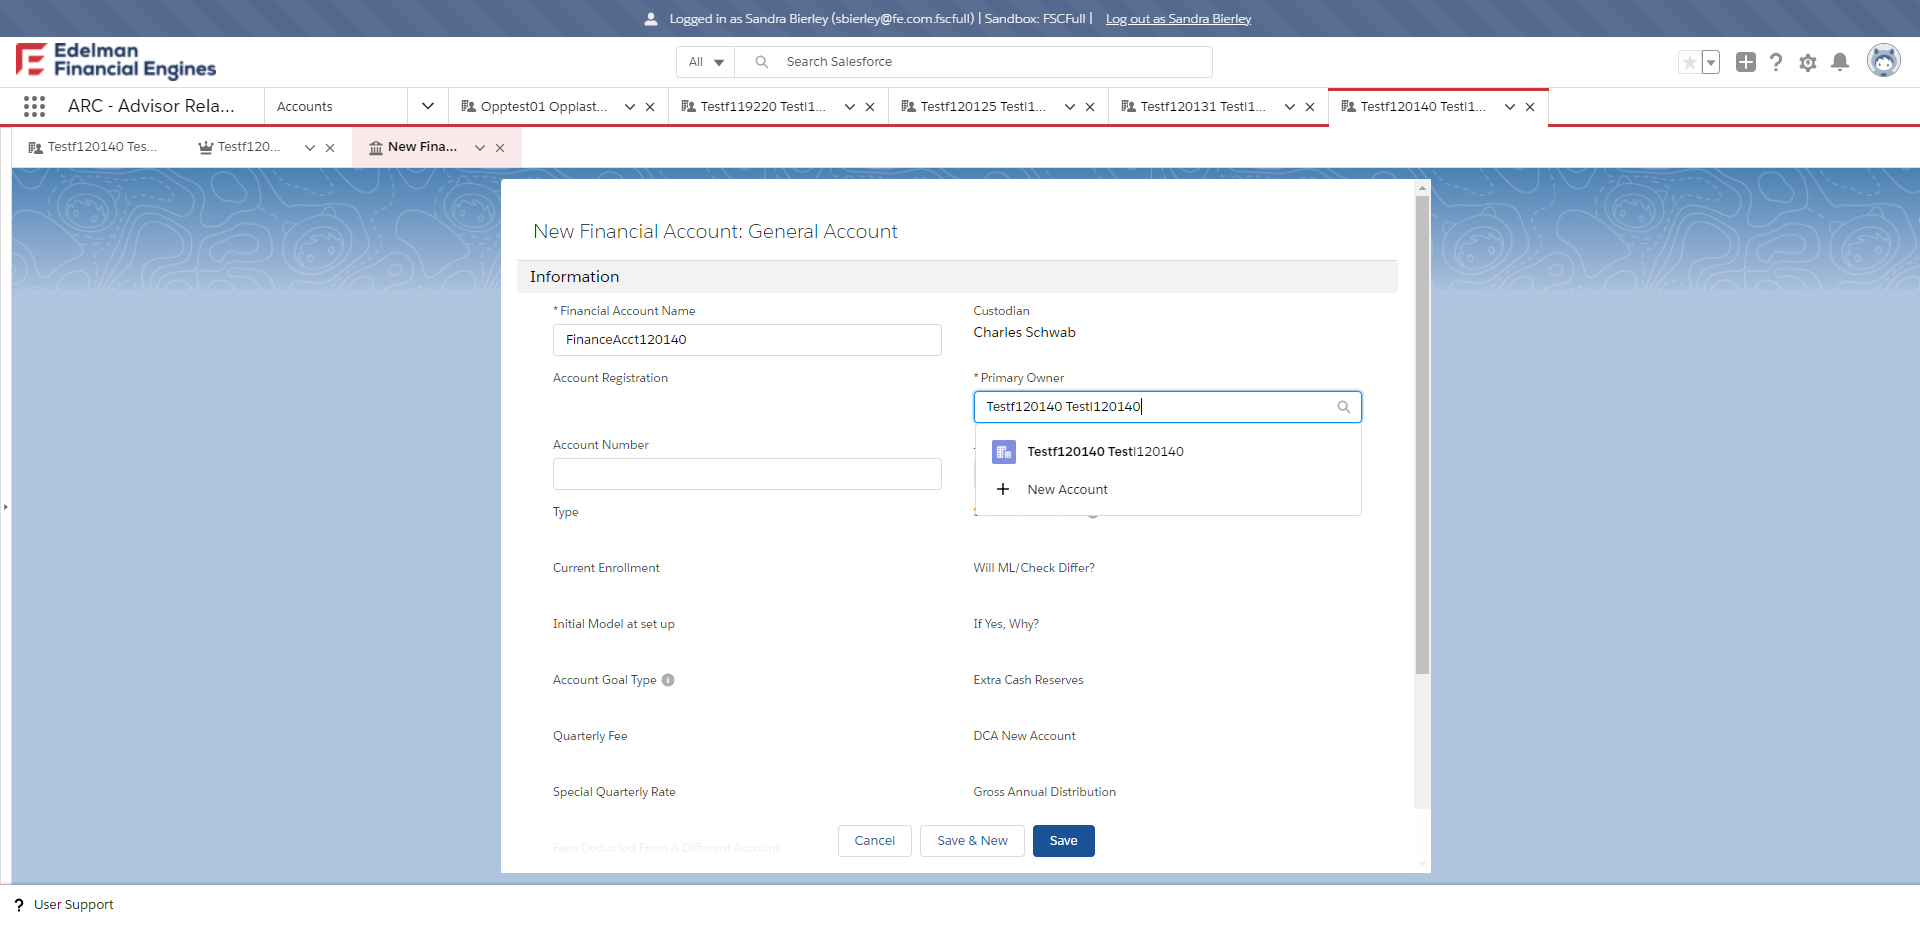 Logged in as Sandra Bierley (sbierley@fe.com.fscfull) | Sandbox: FSCFull | Log out as Sandra Bierley
Edelman
Financial Engines
All
Search Salesforce
ARC - Advisor Rela...
Accounts
Opptest01 Opplast...
Testf119220 Testl1...
Testf120125 Testl1...
Testf120131 Testl1...
Testf120140 Testl1...
Testf120140 Tes...
Testf120...
New Fina...
New Financial Account: General Account
Information
* Financial Account Name
FinanceAcct120140
Custodian
Charles Schwab
Account Registration
* Primary Owner
Testf120140 Testl120140
Testf120140 Testl120140
New Account
Account Number
Type
Current Enrollment
Will ML/Check Differ?
Initial Model at set up
If Yes, Why?
Account Goal Type
Extra Cash Reserves
Quarterly Fee
DCA New Account
Special Quarterly Rate
Gross Annual Distribution
Fees Deducted From A Different Account
Cancel
Save & New
Save
? User Support